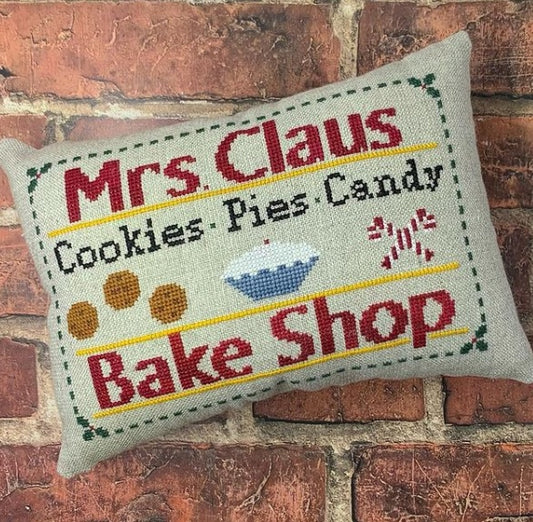 Mrs. Claus
Cookies · Pies · Candy
Bake Shop